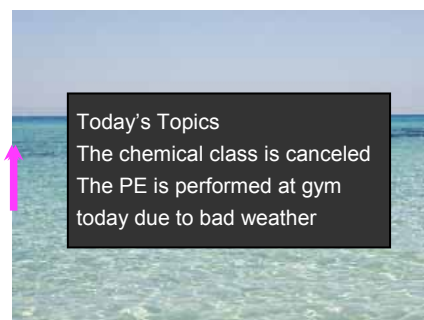 Today's Topics
The chemical class is canceled
The PE is performed at gym
today due to bad weather